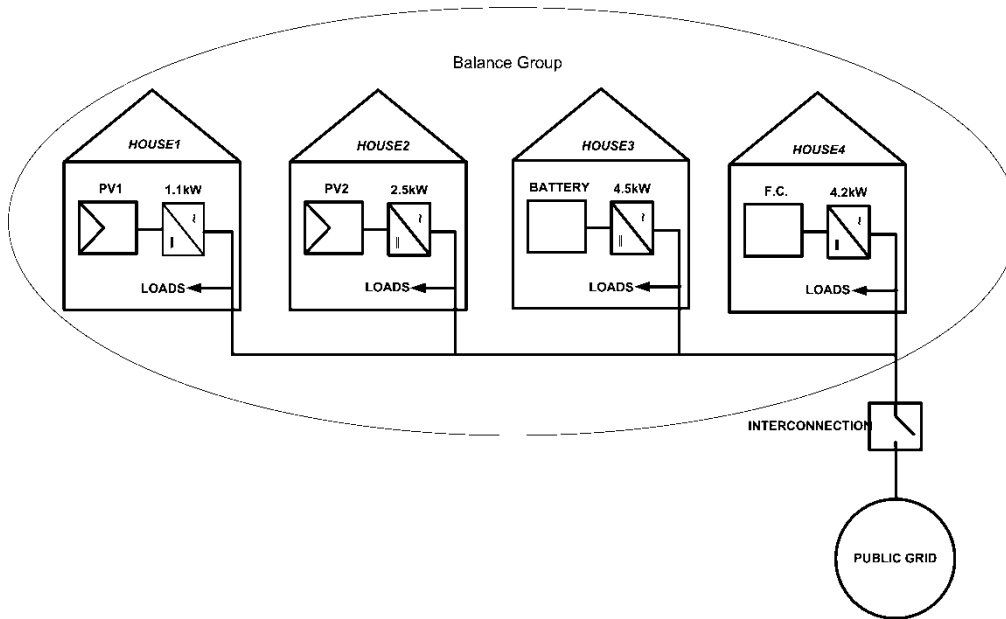 Balance Group
HOUSE1
HOUSE2
HOUSE3
HOUSE4
PV1 1.1kW
PV2 2.5kW
BATTERY 4.5kW
F.C. 4.2kW
LOADS
LOADS
LOADS
LOADS
INTERCONNECTION
PUBLIC GRID